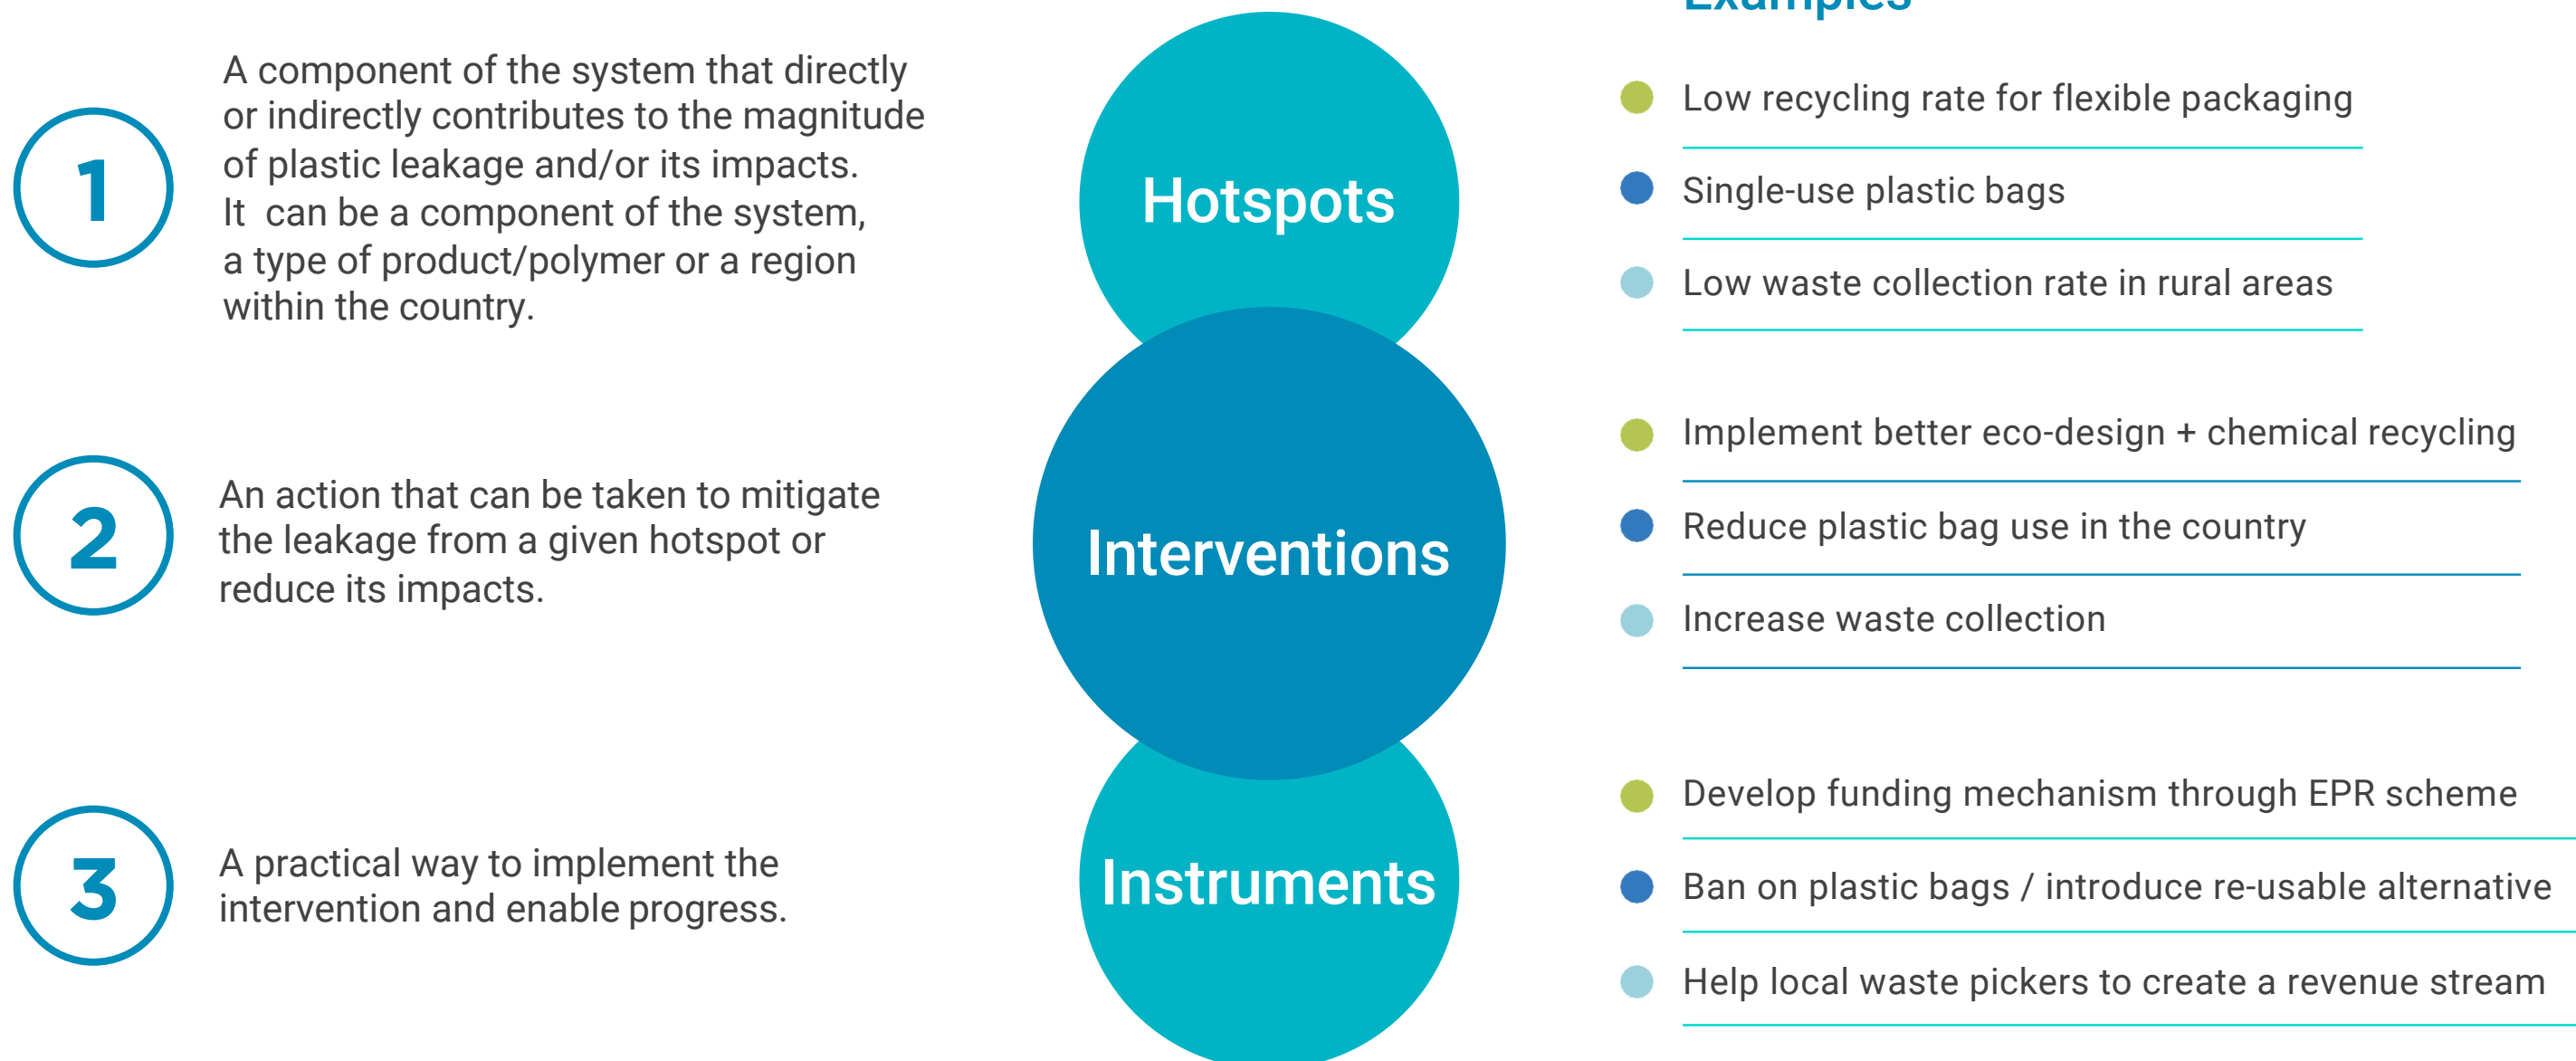 Examples
1
A component of the system that directly
or indirectly contributes to the magnitude
of plastic leakage and/or its impacts.
It can be a component of the system,
a type of product/polymer or a region
within the country.
Hotspots
Low recycling rate for flexible packaging
Single-use plastic bags
Low waste collection rate in rural areas
2
An action that can be taken to mitigate
the leakage from a given hotspot or
reduce its impacts.
Interventions
Implement better eco-design + chemical recycling
Reduce plastic bag use in the country
Increase waste collection
3
A practical way to implement the
intervention and enable progress.
Instruments
Develop funding mechanism through EPR scheme
Ban on plastic bags / introduce re-usable alternative
Help local waste pickers to create a revenue stream